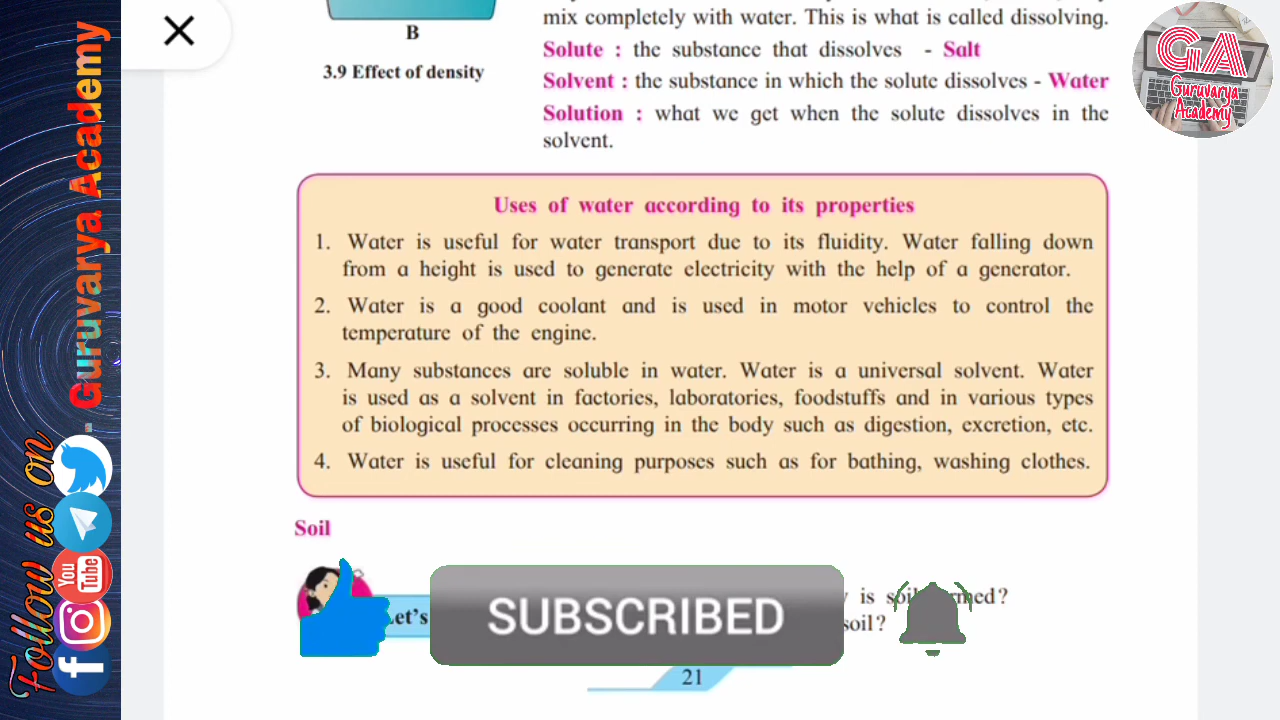 mix completely with water. This is what is called dissolving.
B
Solute : the substance that dissolves - Salt
3.9 Effect of density
Solvent : the substance in which the solute dissolves - Water
Solution : what we get when the solute dissolves in the
solvent.
Uses of water according to its properties
1. Water is useful for water transport due to its fluidity. Water falling down
from a height is used to generate electricity with the help of a generator.
2. Water is a good coolant and is used in motor vehicles to control the
temperature of the engine.
3. Many substances are soluble in water. Water is a universal solvent. Water
is used as a solvent in factories, laboratories, foodstuffs and in various types
of biological processes occurring in the body such as digestion, excretion, etc.
4. Water is useful for cleaning purposes such as for bathing, washing clothes.
Soil
is
soil?
SUBSCRIBED
21
Follow us on - Guruvarya Academy
You
Tube
GA
Guruvarya
Academy